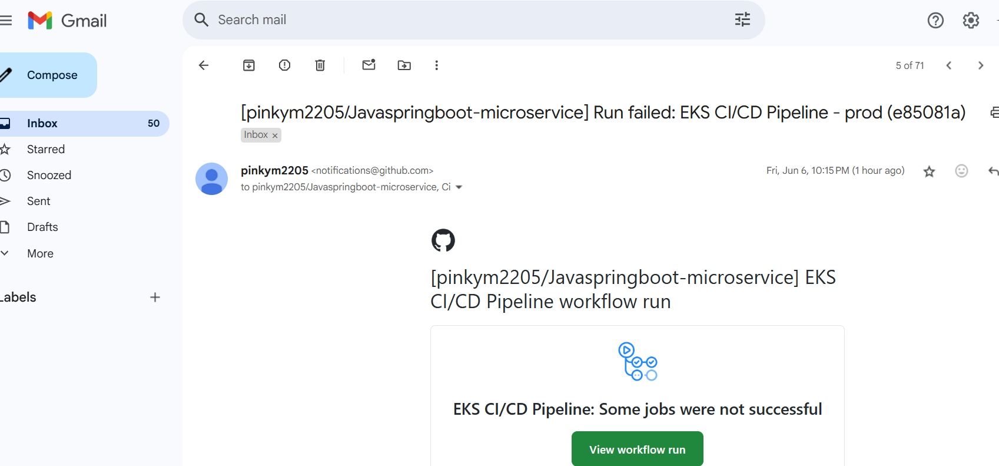 Gmail
Search mail
Compose
5 of 71
[pinkym2205/Javaspringboot-microservice] Run failed: EKS CI/CD Pipeline - prod (e85081a)
Inbox 50
Inbox ×
Starred
pinkym2205 <notifications@github.com>
Fri, Jun 6, 10:15 PM (1 hour ago)
Snoozed
to pinkym2205/Javaspringboot-microservice, Ci
Sent
Drafts
More
Labels
[pinkym2205/Javaspringboot-microservice] EKS
CI/CD Pipeline workflow run
EKS CI/CD Pipeline: Some jobs were not successful
View workflow run